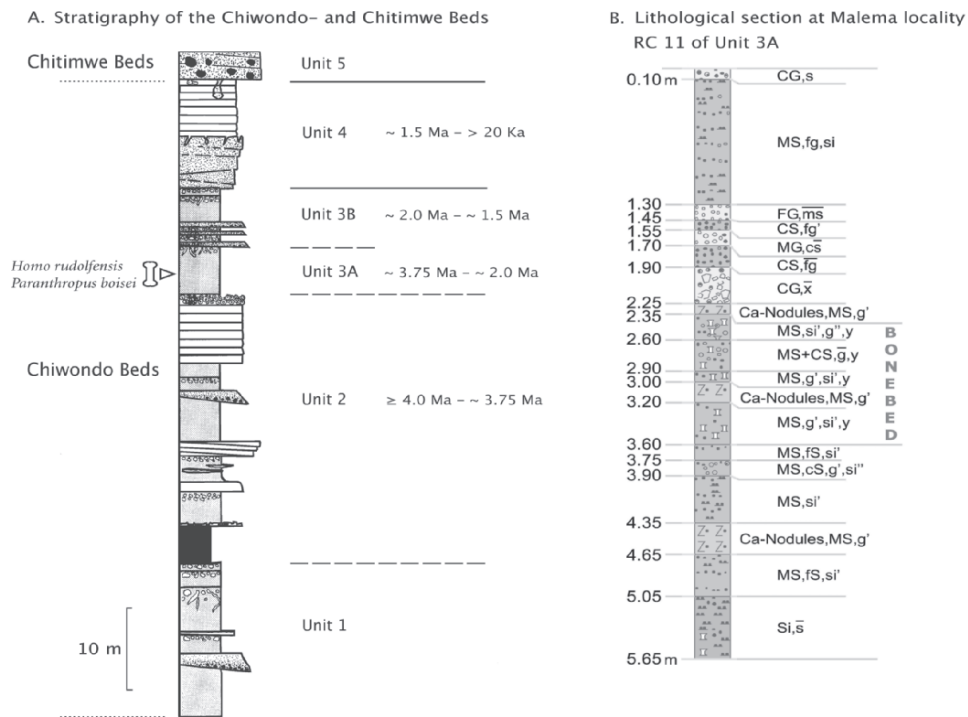 A. Stratigraphy of the Chiwondo– and Chitimwe Beds
Chitimwe Beds
Unit 5
Unit 4 ~ 1.5 Ma – > 20 Ka
Unit 3B ~ 2.0 Ma – ~ 1.5 Ma
Homo rudolfensis
Paranthropus boisei
Unit 3A ~ 3.75 Ma – ~ 2.0 Ma
Chiwondo Beds
Unit 2 ≥ 4.0 Ma – ~ 3.75 Ma
Unit 1
10 m
B. Lithological section at Malema locality
RC 11 of Unit 3A
CG,s
0.10 m
MS,fg,si
1.30
FG,m̅s̅
1.45
CS,fg'
1.55
MG,cs̅
1.70
CS,f̅g̅
1.90
CG,x̅
2.25
Ca-Nodules,MS,g'
2.35
MS,si',g'',y
2.60
MS+CS,g̅,y
2.90
MS,g',si',y
3.00
Ca-Nodules,MS,g'
3.20
MS,g',si',y
3.60
MS,fS,si'
3.75
MS,cS,g',si''
3.90
MS,si'
4.35
Ca-Nodules,MS,g'
4.65
MS,fS,si'
5.05
Si,s̅
5.65 m
BONEBED